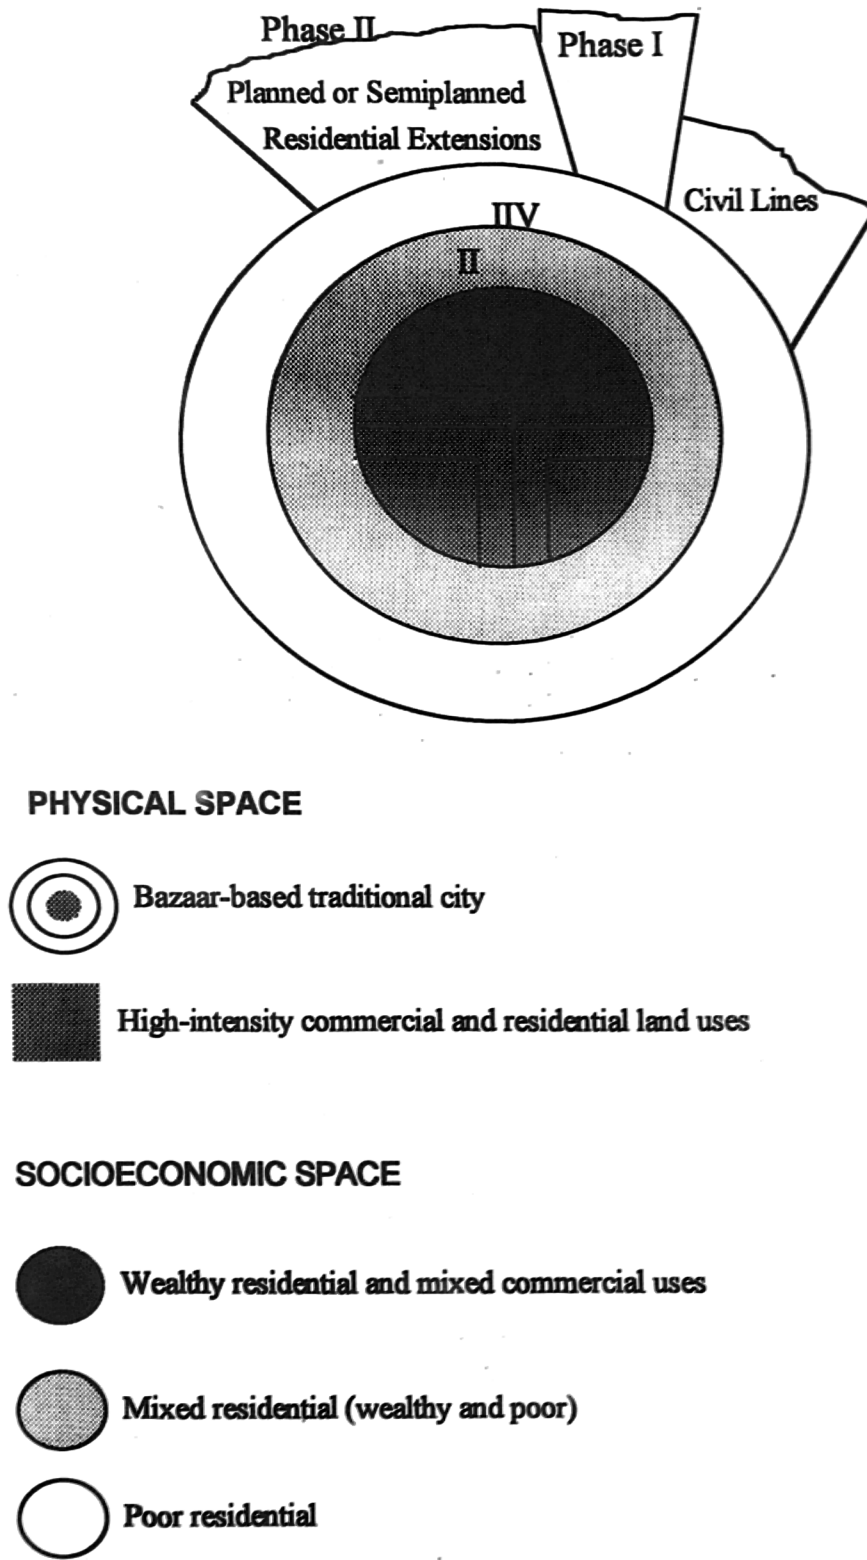 Phase II
Phase I
Planned or Semiplanned
Residential Extensions
Civil Lines
IIV
II
PHYSICAL SPACE
Bazaar-based traditional city
High-intensity commercial and residential land uses
SOCIOECONOMIC SPACE
Wealthy residential and mixed commercial uses
Mixed residential (wealthy and poor)
Poor residential